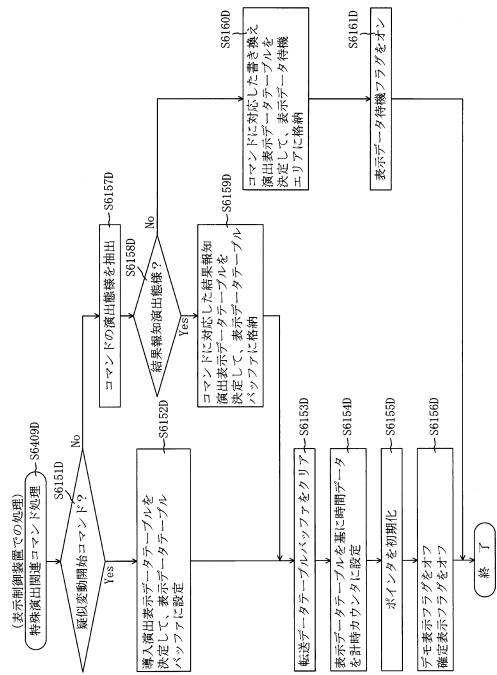 (表示制御装置での処理)
特殊演出関連コマンド処理
S6409D
疑似変動開始コマンド？
S6151D
Yes
No
導入演出表示データテーブルを
決定して、表示データテーブル
バッファに設定
S6152D
コマンドの演出態様を抽出
S6157D
結果報知演出態様？
S6158D
Yes
No
コマンドに対応した結果報知
演出表示データテーブルを
決定して、表示データテーブル
バッファに格納
S6159D
コマンドに対応した書き換え
演出表示データテーブルを
決定して、表示データ待機
エリアに格納
S6160D
表示データ待機フラグをオン
S6161D
転送データテーブルバッファをクリア
S6153D
表示データテーブルを基に時間データ
を計時カウンタに設定
S6154D
ポインタを初期化
S6155D
デモ表示フラグをオフ
確定表示フラグをオフ
S6156D
終了